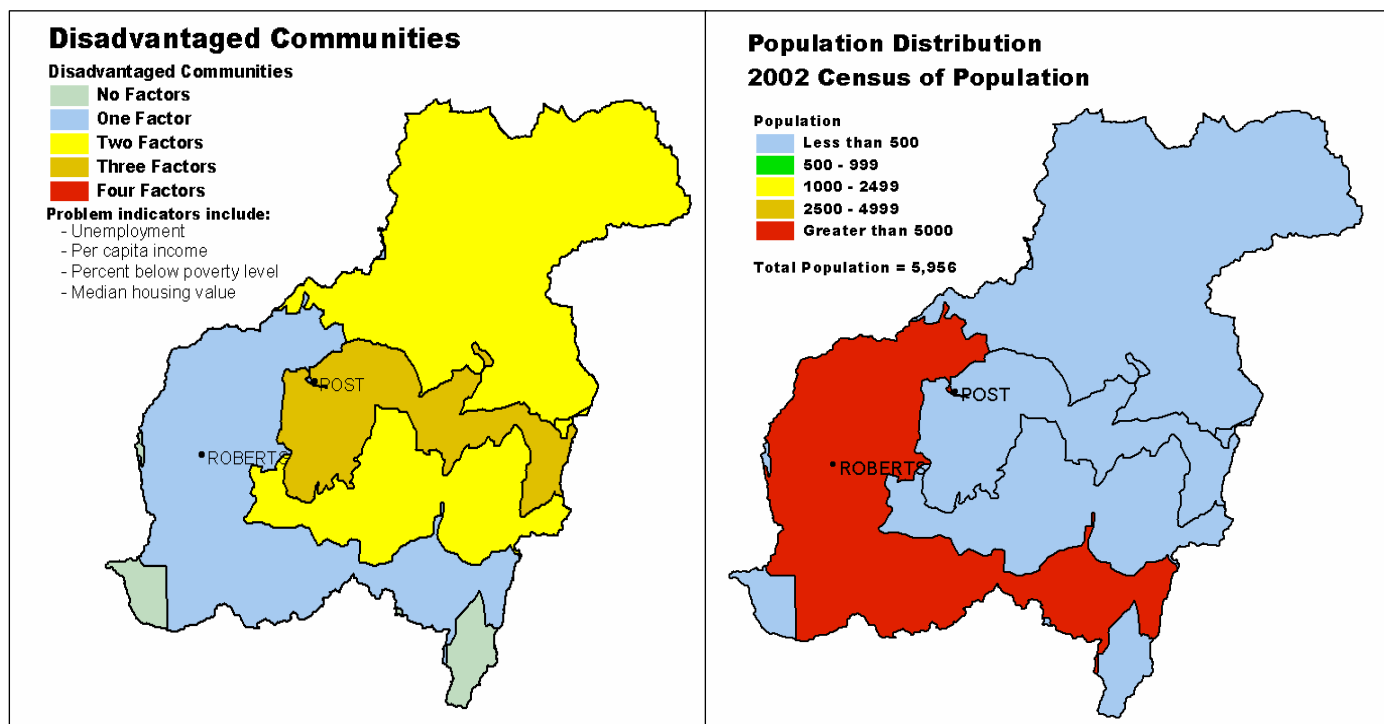 Disadvantaged Communities
Disadvantaged Communities
No Factors
One Factor
Two Factors
Three Factors
Four Factors
Problem indicators include:
- Unemployment
- Per capita income
- Percent below poverty level
- Median housing value
POST
ROBERTS
Population Distribution
2002 Census of Population
Population
Less than 500
500 - 999
1000 - 2499
2500 - 4999
Greater than 5000
Total Population = 5,956
POST
ROBERTS